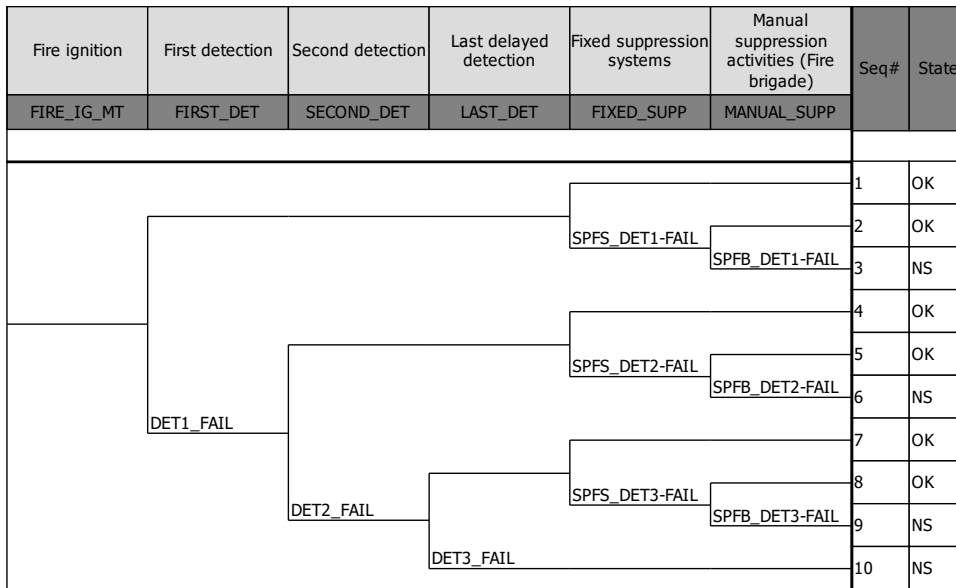 Fire ignition
First detection
Second detection
Last delayed
detection
Fixed suppression
systems
Manual
suppression
activities (Fire
brigade)
Seq#
State
FIRE_IG_MT
FIRST_DET
SECOND_DET
LAST_DET
FIXED_SUPP
MANUAL_SUPP
1 OK
SPFS_DET1-FAIL
2 OK
SPFB_DET1-FAIL
3 NS
4 OK
SPFS_DET2-FAIL
5 OK
SPFB_DET2-FAIL
6 NS
DET1_FAIL
7 OK
SPFS_DET3-FAIL
8 OK
DET2_FAIL
SPFB_DET3-FAIL
9 NS
DET3_FAIL
10 NS